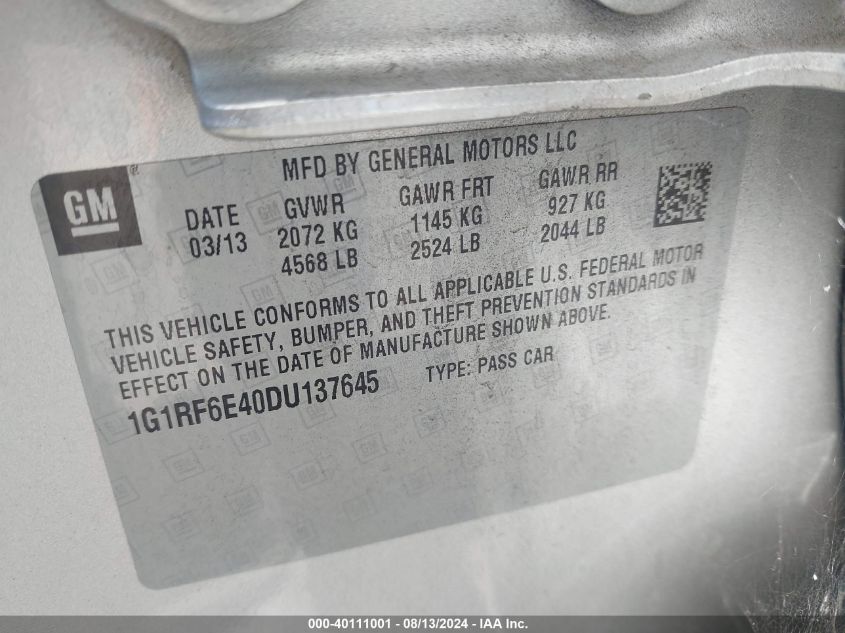 MFD BY GENERAL MOTORS LLC
GM ®
DATE GVWR GAWR FRT GAWR RR
03/13 2072 KG 1145 KG 927 KG
4568 LB 2524 LB 2044 LB
THIS VEHICLE CONFORMS TO ALL APPLICABLE U.S. FEDERAL MOTOR
VEHICLE SAFETY, BUMPER, AND THEFT PREVENTION STANDARDS IN
EFFECT ON THE DATE OF MANUFACTURE SHOWN ABOVE.
1G1RF6E40DU137645 TYPE: PASS CAR
000-40111001 - 08/13/2024 - IAA Inc.